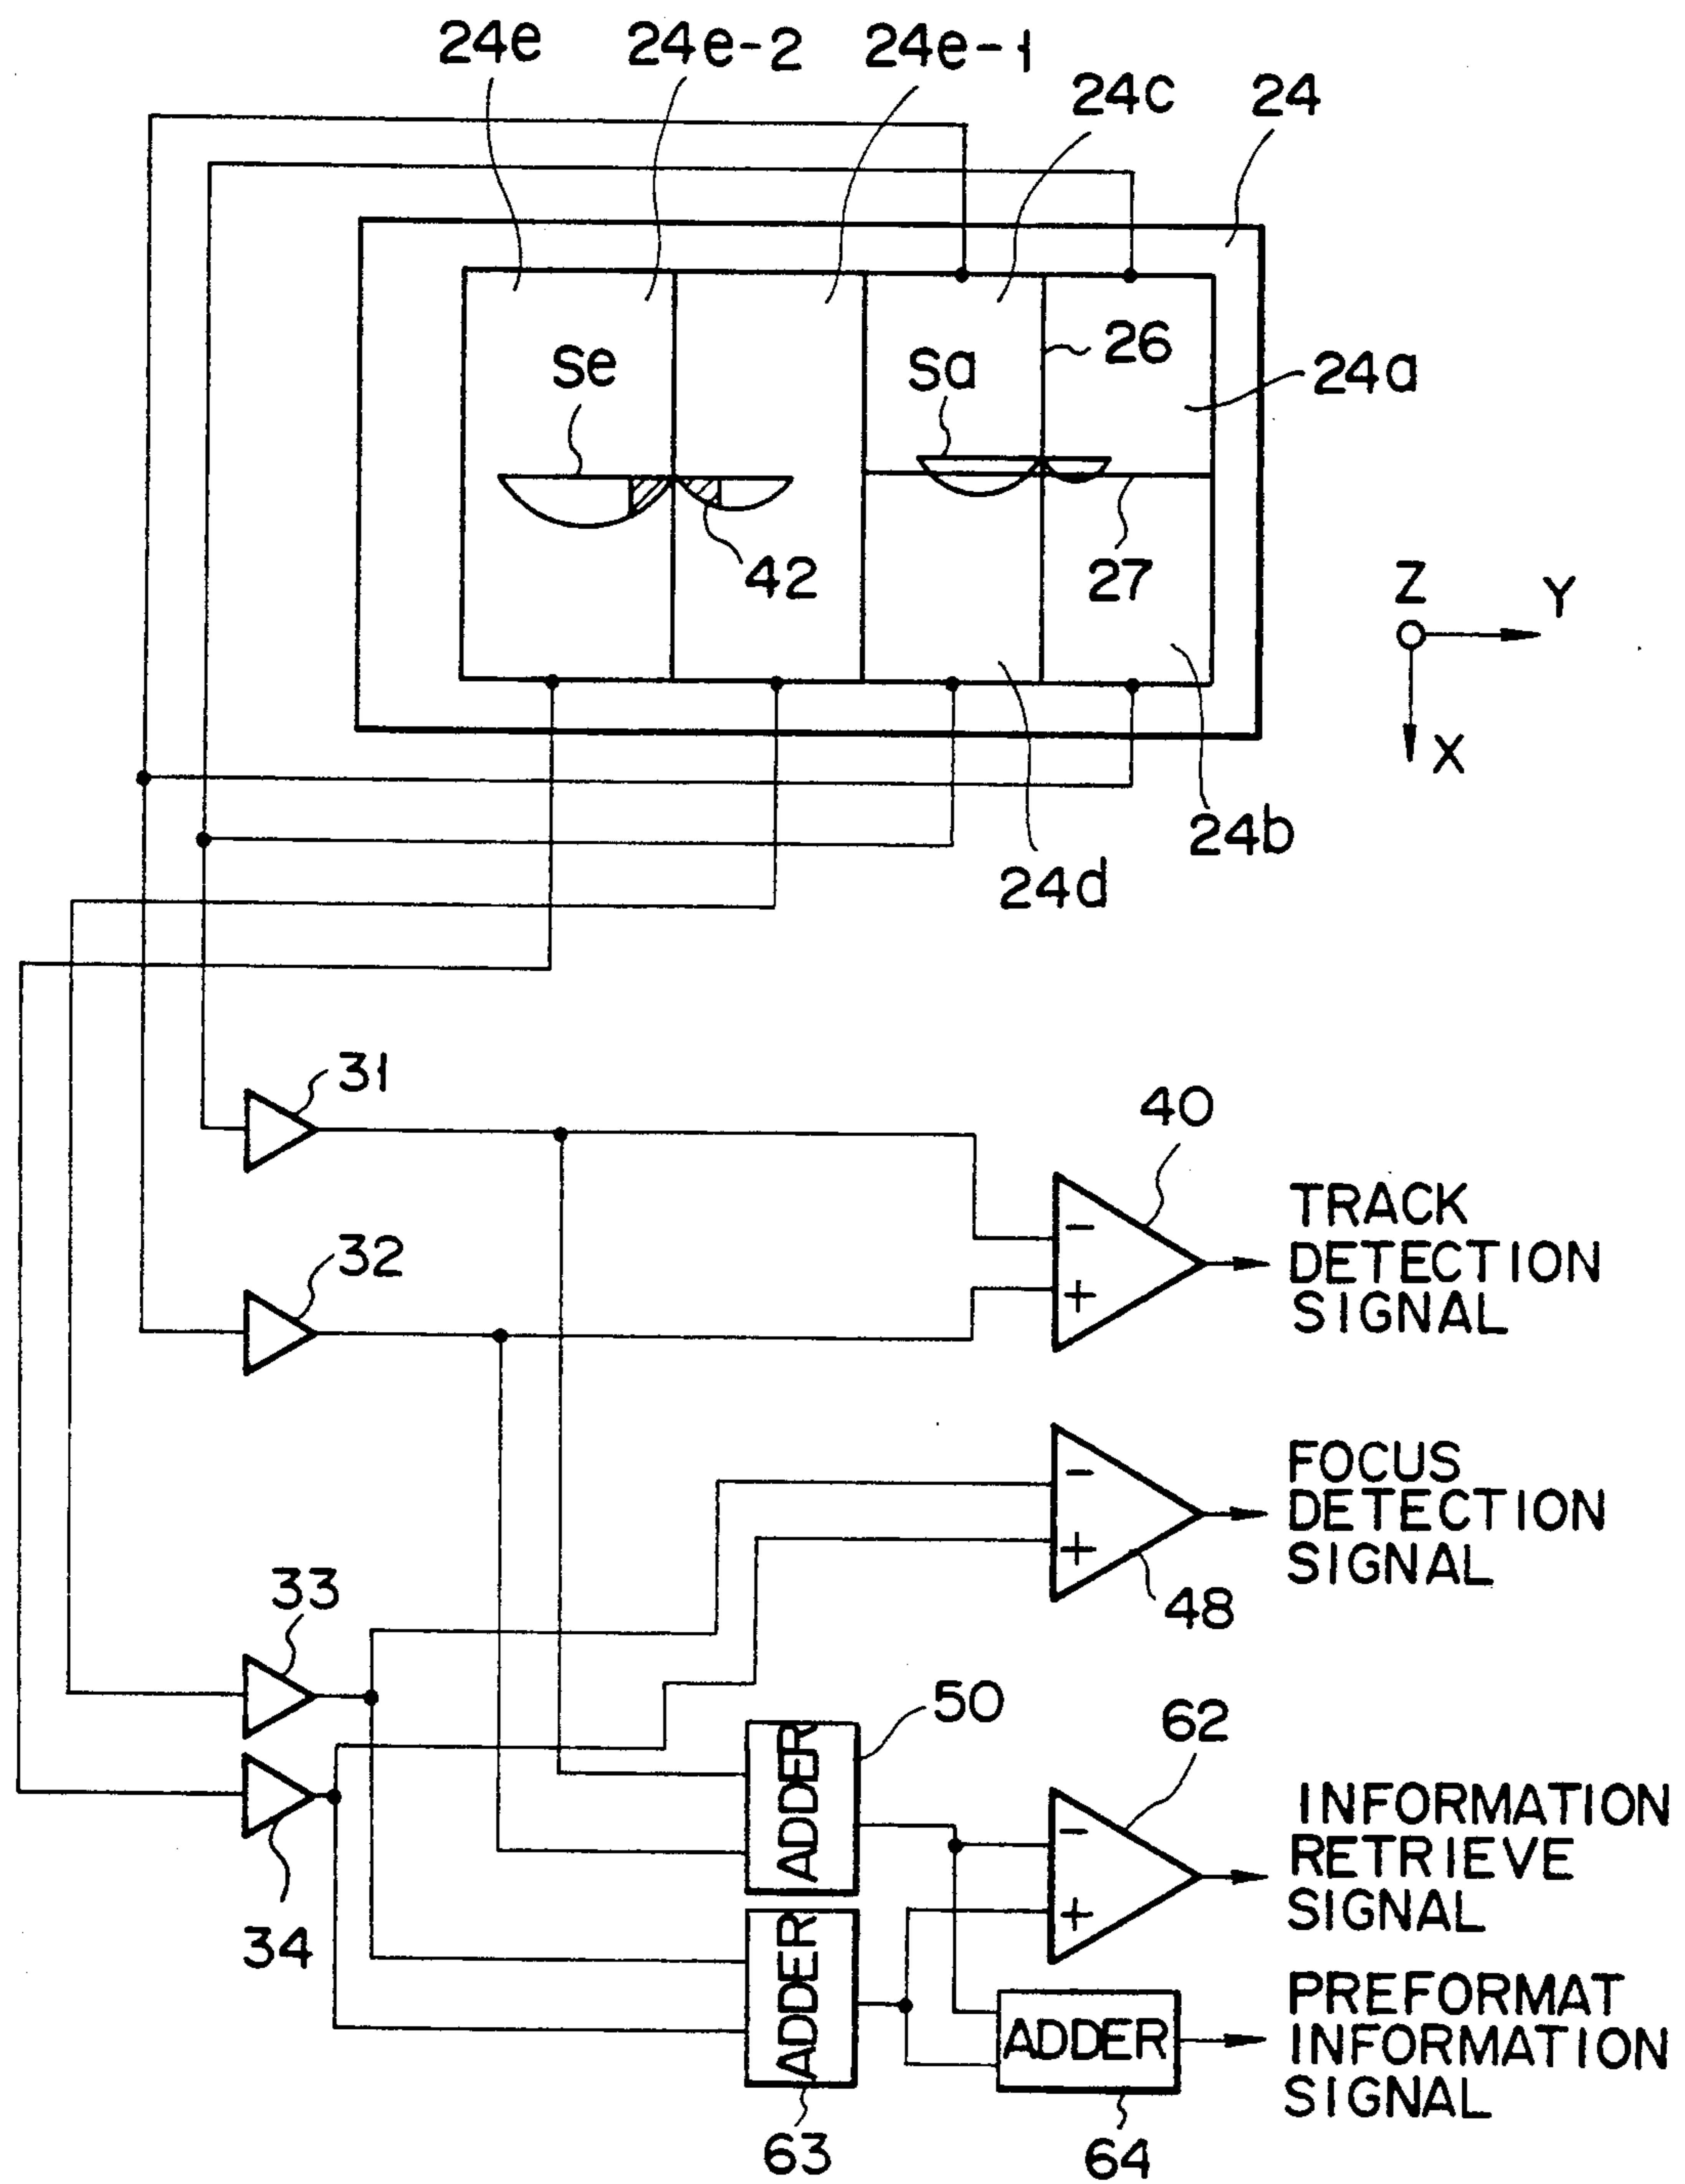 24e 24e-2 24e-1 24c 24
Se Sa 26 24a
42 27
Z Y
X
24b
24d
31
40
−
+
TRACK
DETECTION
SIGNAL
32
−
+
FOCUS
DETECTION
SIGNAL
48
33
50
62
ADDER
−
+
INFORMATION
RETRIEVE
SIGNAL
34
ADDER
ADDER
PREFORMAT
INFORMATION
SIGNAL
63
64